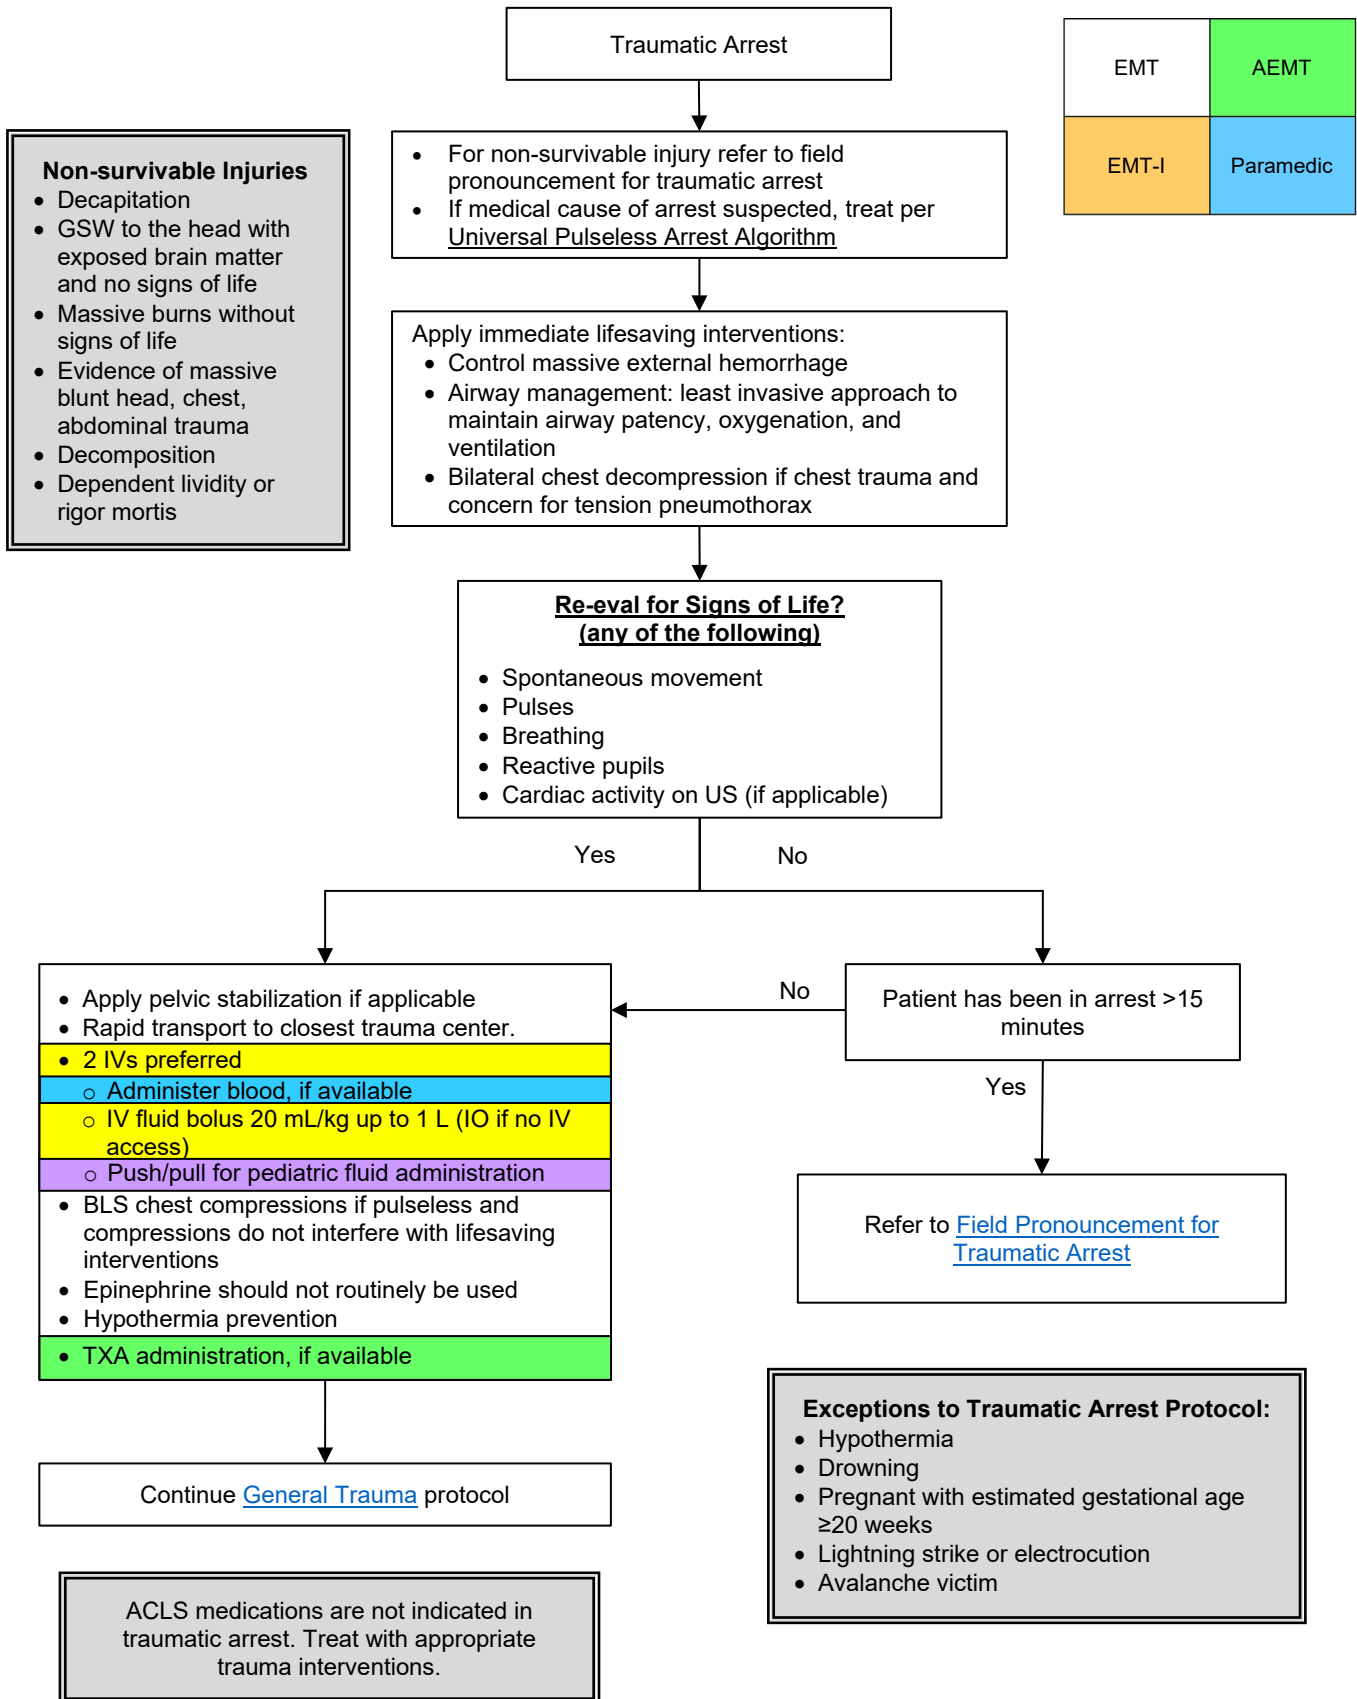 Traumatic Arrest
EMT
AEMT
EMT-I
Paramedic
Non-survivable Injuries
• Decapitation
• GSW to the head with
exposed brain matter
and no signs of life
• Massive burns without
signs of life
• Evidence of massive
blunt head, chest,
abdominal trauma
• Decomposition
• Dependent lividity or
rigor mortis
• For non-survivable injury refer to field
pronouncement for traumatic arrest
• If medical cause of arrest suspected, treat per
Universal Pulseless Arrest Algorithm
Apply immediate lifesaving interventions:
• Control massive external hemorrhage
• Airway management: least invasive approach to
maintain airway patency, oxygenation, and
ventilation
• Bilateral chest decompression if chest trauma and
concern for tension pneumothorax
Re-eval for Signs of Life?
(any of the following)
• Spontaneous movement
• Pulses
• Breathing
• Reactive pupils
• Cardiac activity on US (if applicable)
Yes
No
• Apply pelvic stabilization if applicable
• Rapid transport to closest trauma center.
• 2 IVs preferred
o Administer blood, if available
o IV fluid bolus 20 mL/kg up to 1 L (IO if no IV
access)
o Push/pull for pediatric fluid administration
• BLS chest compressions if pulseless and
compressions do not interfere with lifesaving
interventions
• Epinephrine should not routinely be used
• Hypothermia prevention
• TXA administration, if available
No
Patient has been in arrest >15
minutes
Yes
Refer to Field Pronouncement for
Traumatic Arrest
Continue General Trauma protocol
Exceptions to Traumatic Arrest Protocol:
• Hypothermia
• Drowning
• Pregnant with estimated gestational age
≥20 weeks
• Lightning strike or electrocution
• Avalanche victim
ACLS medications are not indicated in
traumatic arrest. Treat with appropriate
trauma interventions.